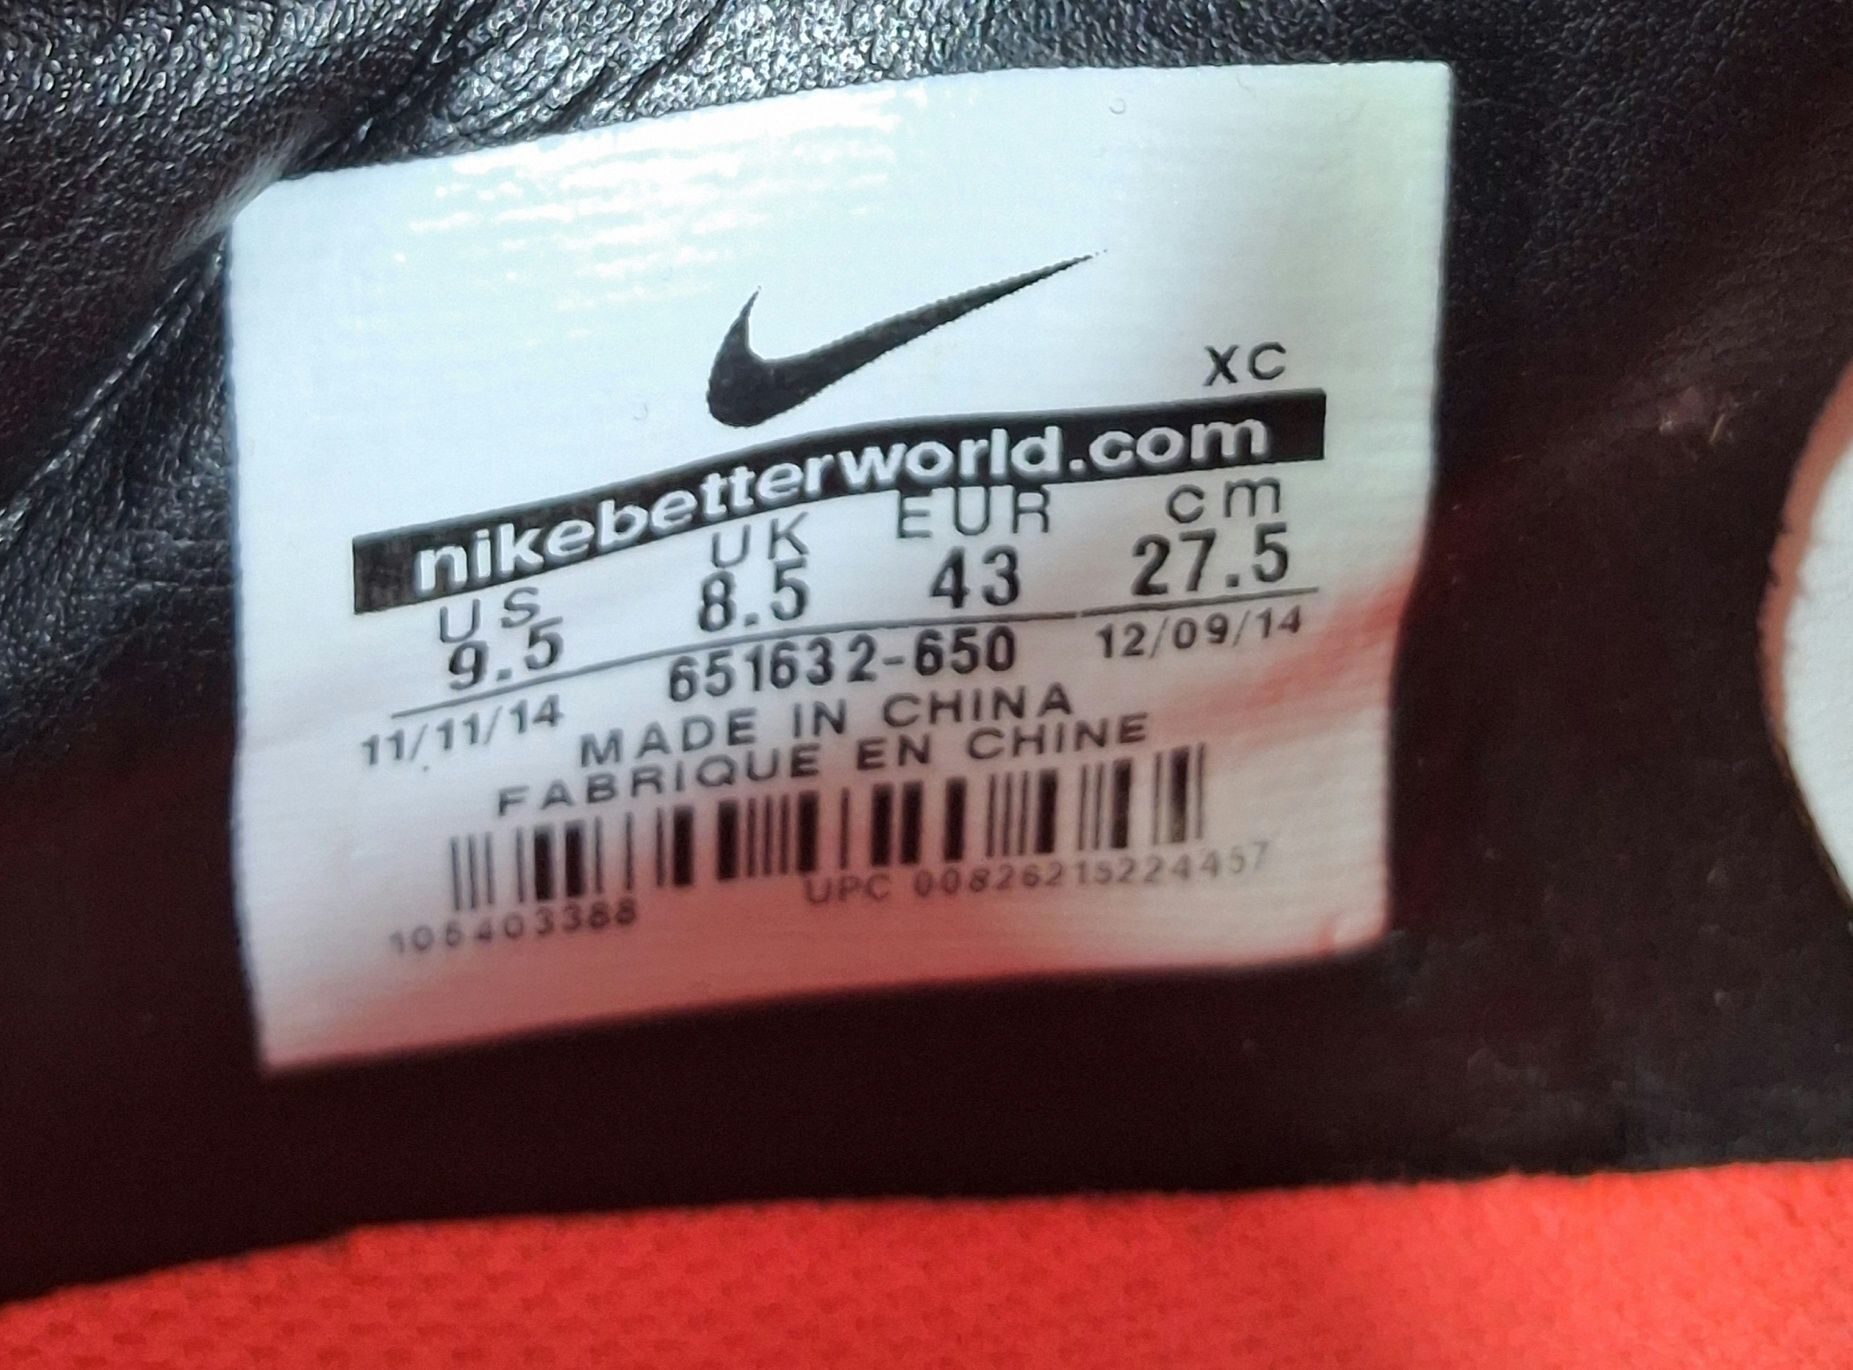 XC
nikebetterworld.com
US UK EUR cm
9.5 8.5 43 27.5
11/11/14 651632-650 12/09/14
MADE IN CHINA
FABRIQUE EN CHINE
105403388 UPC 00826215224457